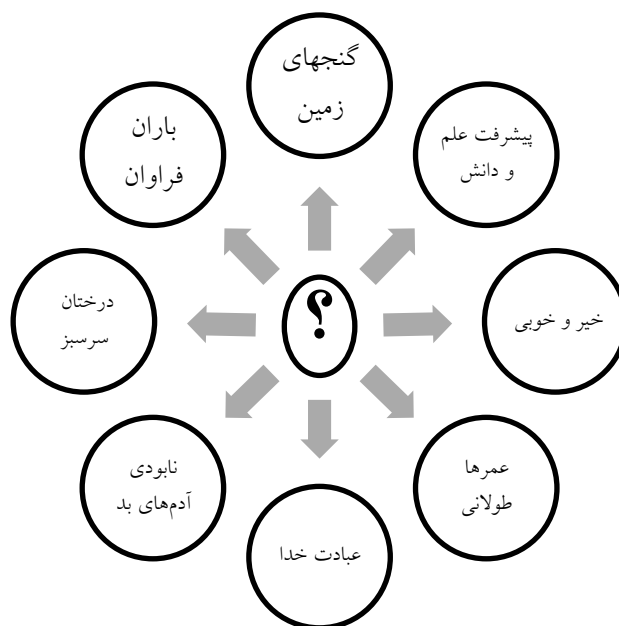 گنجهای
زمین
پیشرفت علم
و دانش
خیر و خوبی
عمرها
طولانی
عبادت خدا
نابودی
آدم‌های بد
درختان
سرسبز
باران
فراوان
؟